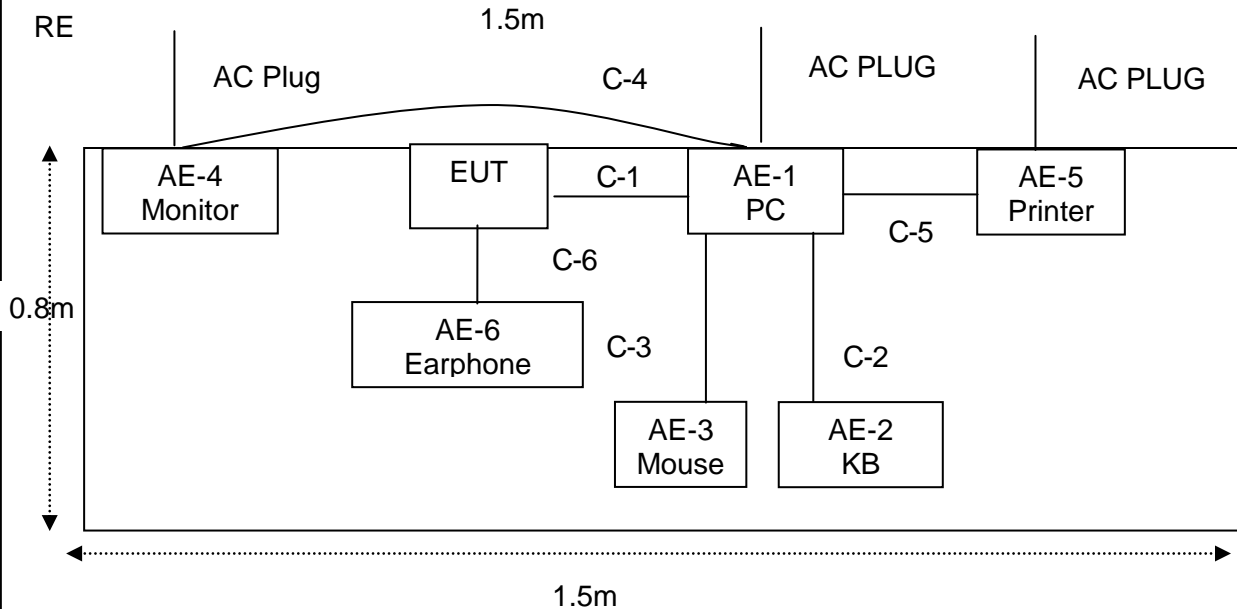 RE
1.5m
AC Plug
C-4
AC PLUG
AC PLUG
AE-4
Monitor
EUT
C-1
AE-1
PC
AE-5
Printer
C-5
C-6
0.8m
AE-6
Earphone
C-3
C-2
AE-3
Mouse
AE-2
KB
1.5m